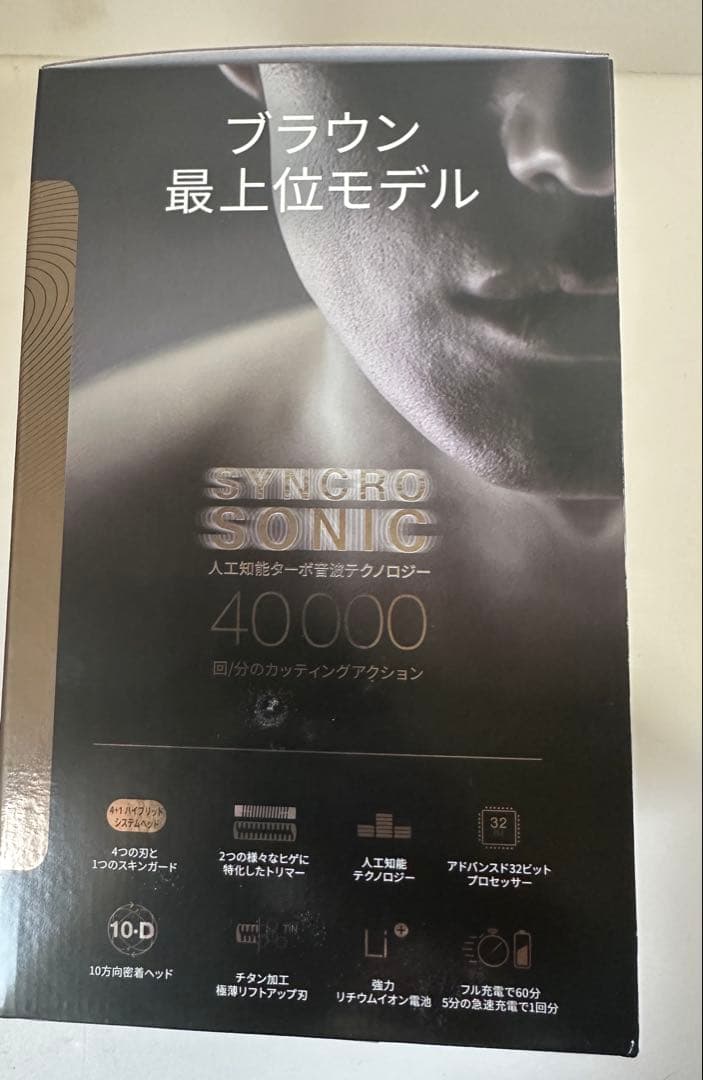 ブラウン
最上位モデル
SYNCRO
SONIC
人工知能ターボ音波テクノロジー
40000
回/分のカッティングアクション
4+1 ハイブリッド
システムヘッド
4つの刃と
1つのスキンガード
2つの様々なヒゲに
特化したトリマー
人工知能
テクノロジー
32
アドバンスド32ビット
プロセッサー
10-D
10方向密着ヘッド
TIN
チタン加工
極薄リフトアップ刃
Li+
強力
リチウムイオン電池
フル充電で60分
5分の急速充電で1回分